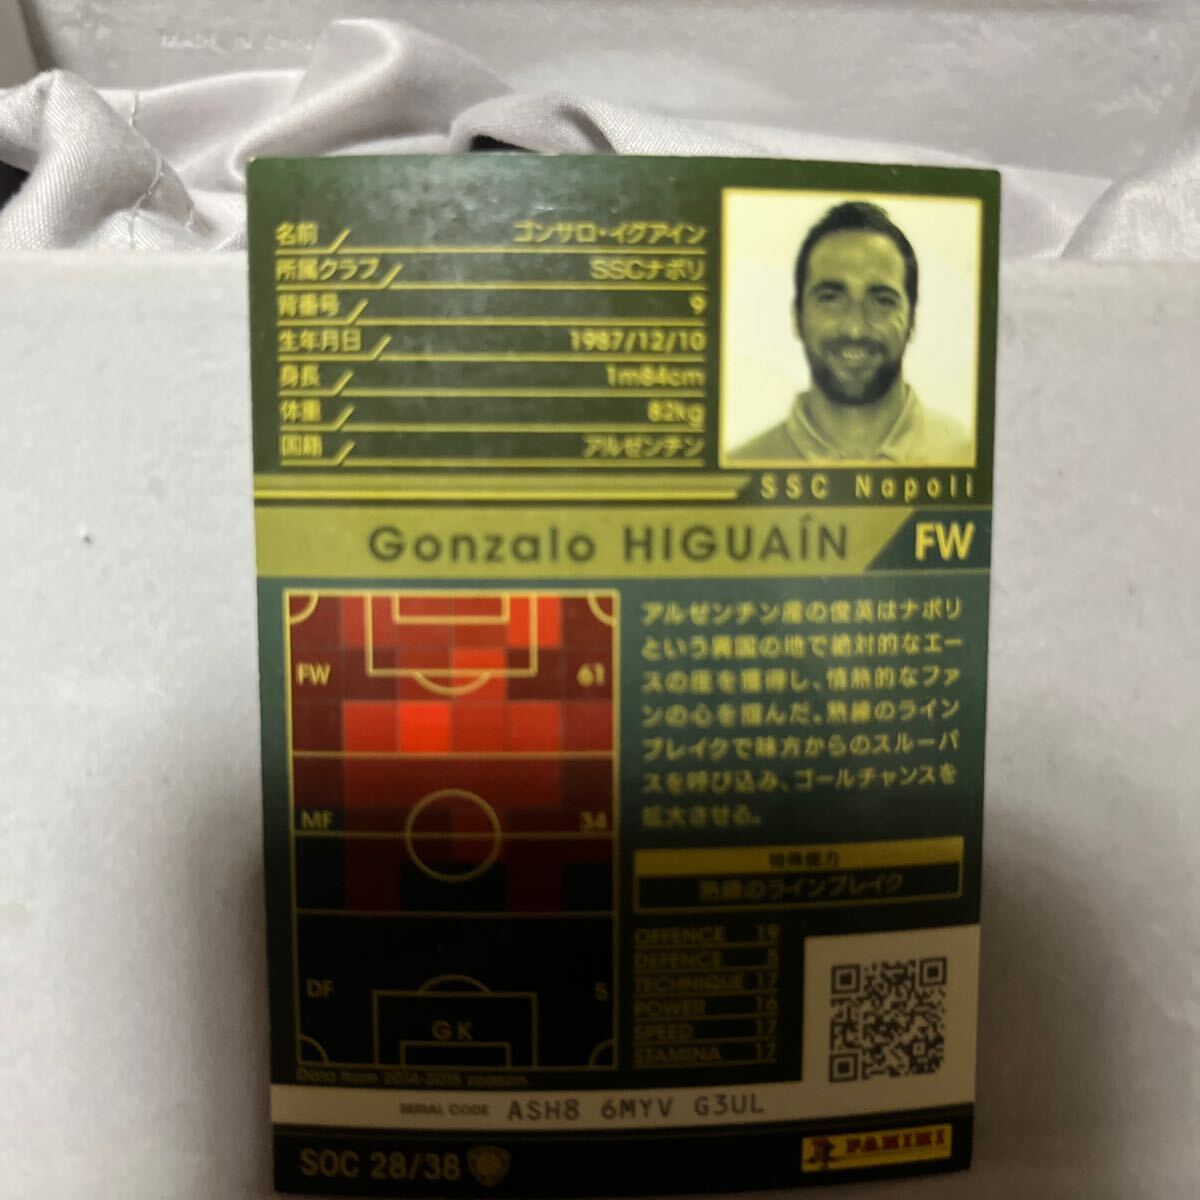 名前 ゴンサロ・イグアイン
所属クラブ SSCナポリ
背番号 9
生年月日 1987/12/10
身長 1m84cm
体重 82kg
国籍 アルゼンチン
SSC Napoli
Gonzalo HIGUAÍN FW
FW 61
MF 34
DF 5
GK
Data from 2014-2015 season.
アルゼンチン産の俊英はナポリ
という異国の地で絶対的なエー
スの座を獲得し、情熱的なファ
ンの心を掴んだ。熟練のライン
ブレイクで味方からのスルーパ
スを呼び込み、ゴールチャンスを
拡大させる。
特殊能力
熟練のラインブレイク
OFFENCE 19
DEFENCE 5
TECHNIQUE 17
POWER 16
SPEED 17
STAMINA 17
SERIAL CODE ASH8 6MYV G3UL
SOC 28/38
PANINI